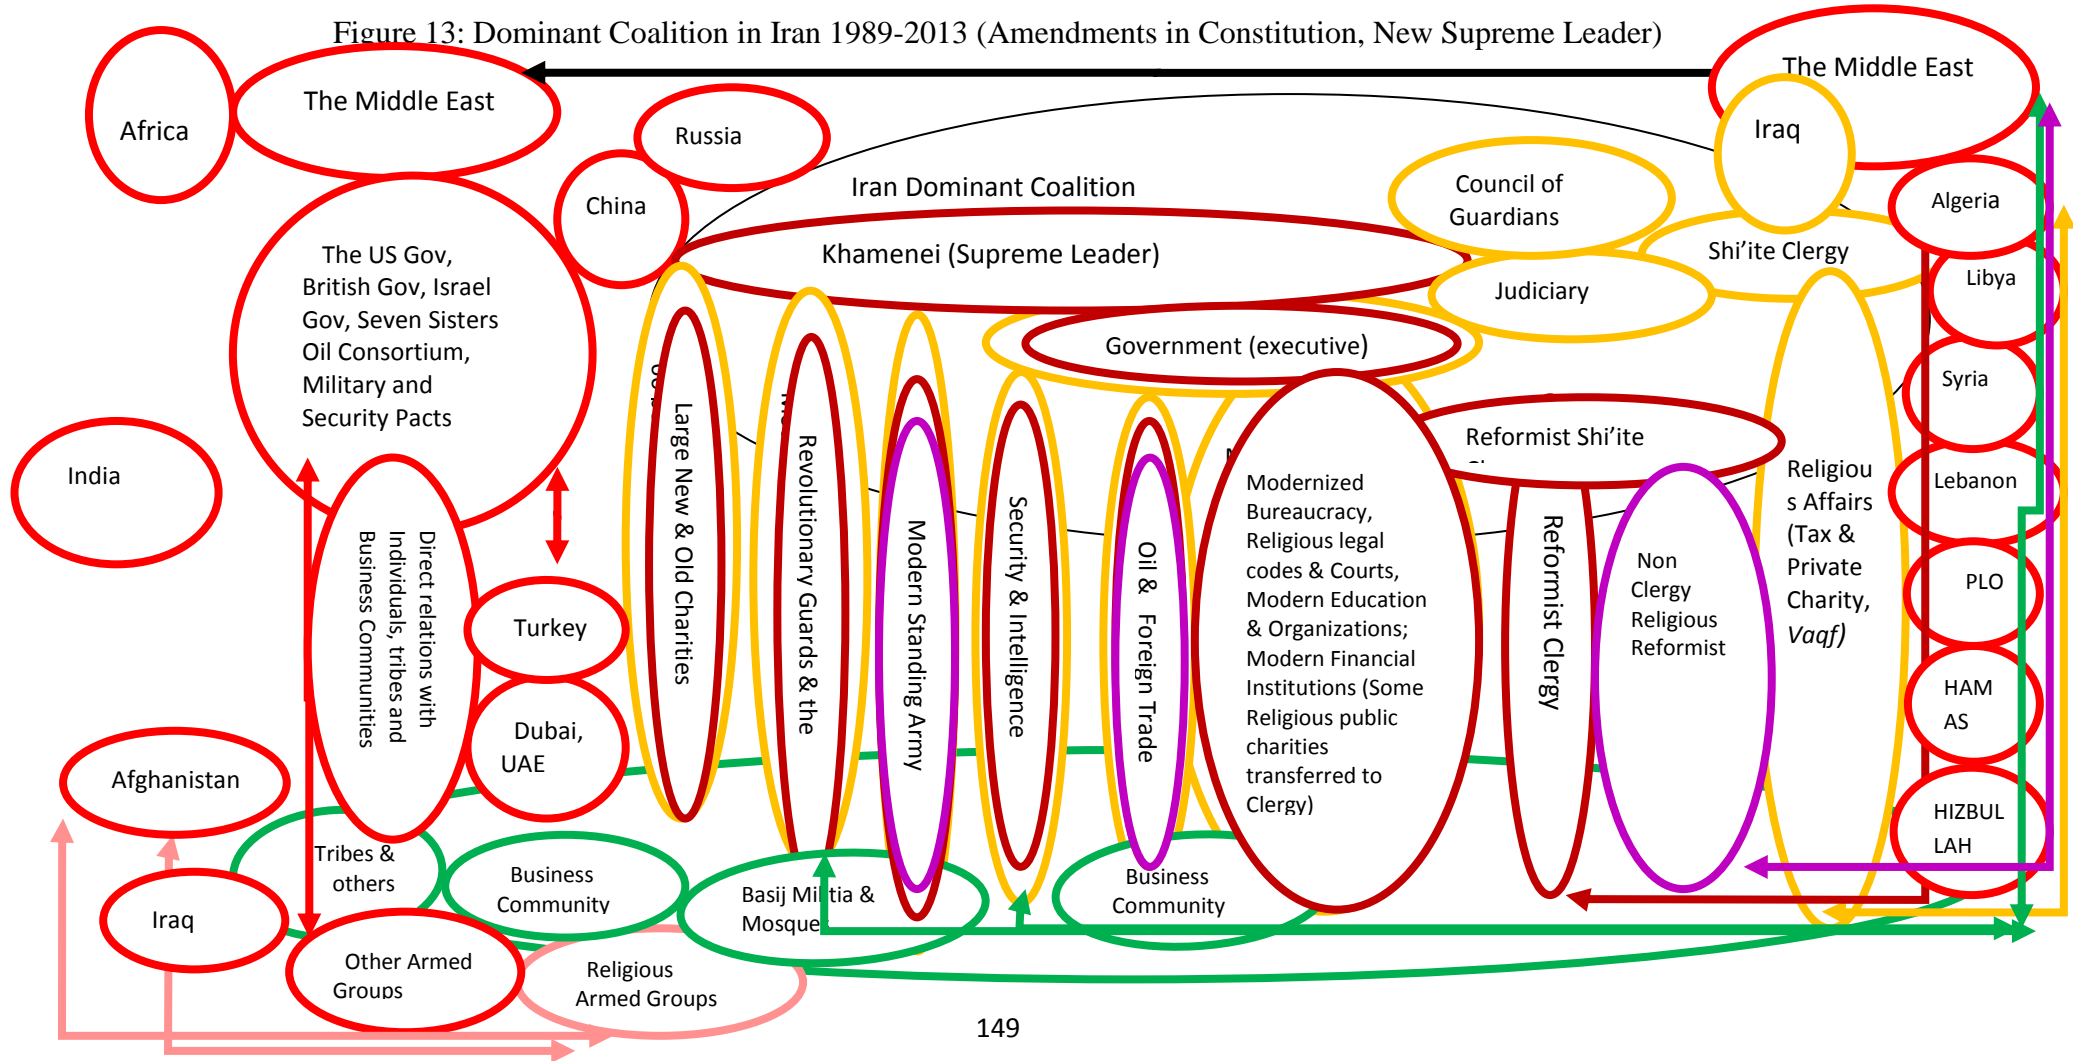 Figure 13: Dominant Coalition in Iran 1989-2013 (Amendments in Constitution, New Supreme Leader)
The Middle East
Africa
The Middle East
Russia
China
Iraq
Iran Dominant Coalition
Council of
Guardians
Algeria
The US Gov,
British Gov, Israel
Gov, Seven Sisters
Oil Consortium,
Military and
Security Pacts
Khamenei (Supreme Leader)
Shi'ite Clergy
Judiciary
Libya
Government (executive)
Syria
India
Large New & Old Charities
Revolutionary Guards & the
Modern Standing Army
Security & Intelligence
Oil & Foreign Trade
Modernized
Bureaucracy,
Religious legal
codes & Courts,
Modern Education
& Organizations;
Modern Financial
Institutions (Some
Religious public
charities
transferred to
Clergy)
Reformist Shi'ite
Reformist Clergy
Non
Clergy
Religious
Reformist
Religiou
s Affairs
(Tax &
Private
Charity,
Vaqf)
Lebanon
PLO
HAM
AS
HIZBUL
LAH
Direct relations with
Individuals, tribes and
Business Communities
Turkey
Dubai,
UAE
Afghanistan
Tribes &
others
Business
Community
Basij Militia &
Mosque
Business
Community
Iraq
Other Armed
Groups
Religious
Armed Groups
149